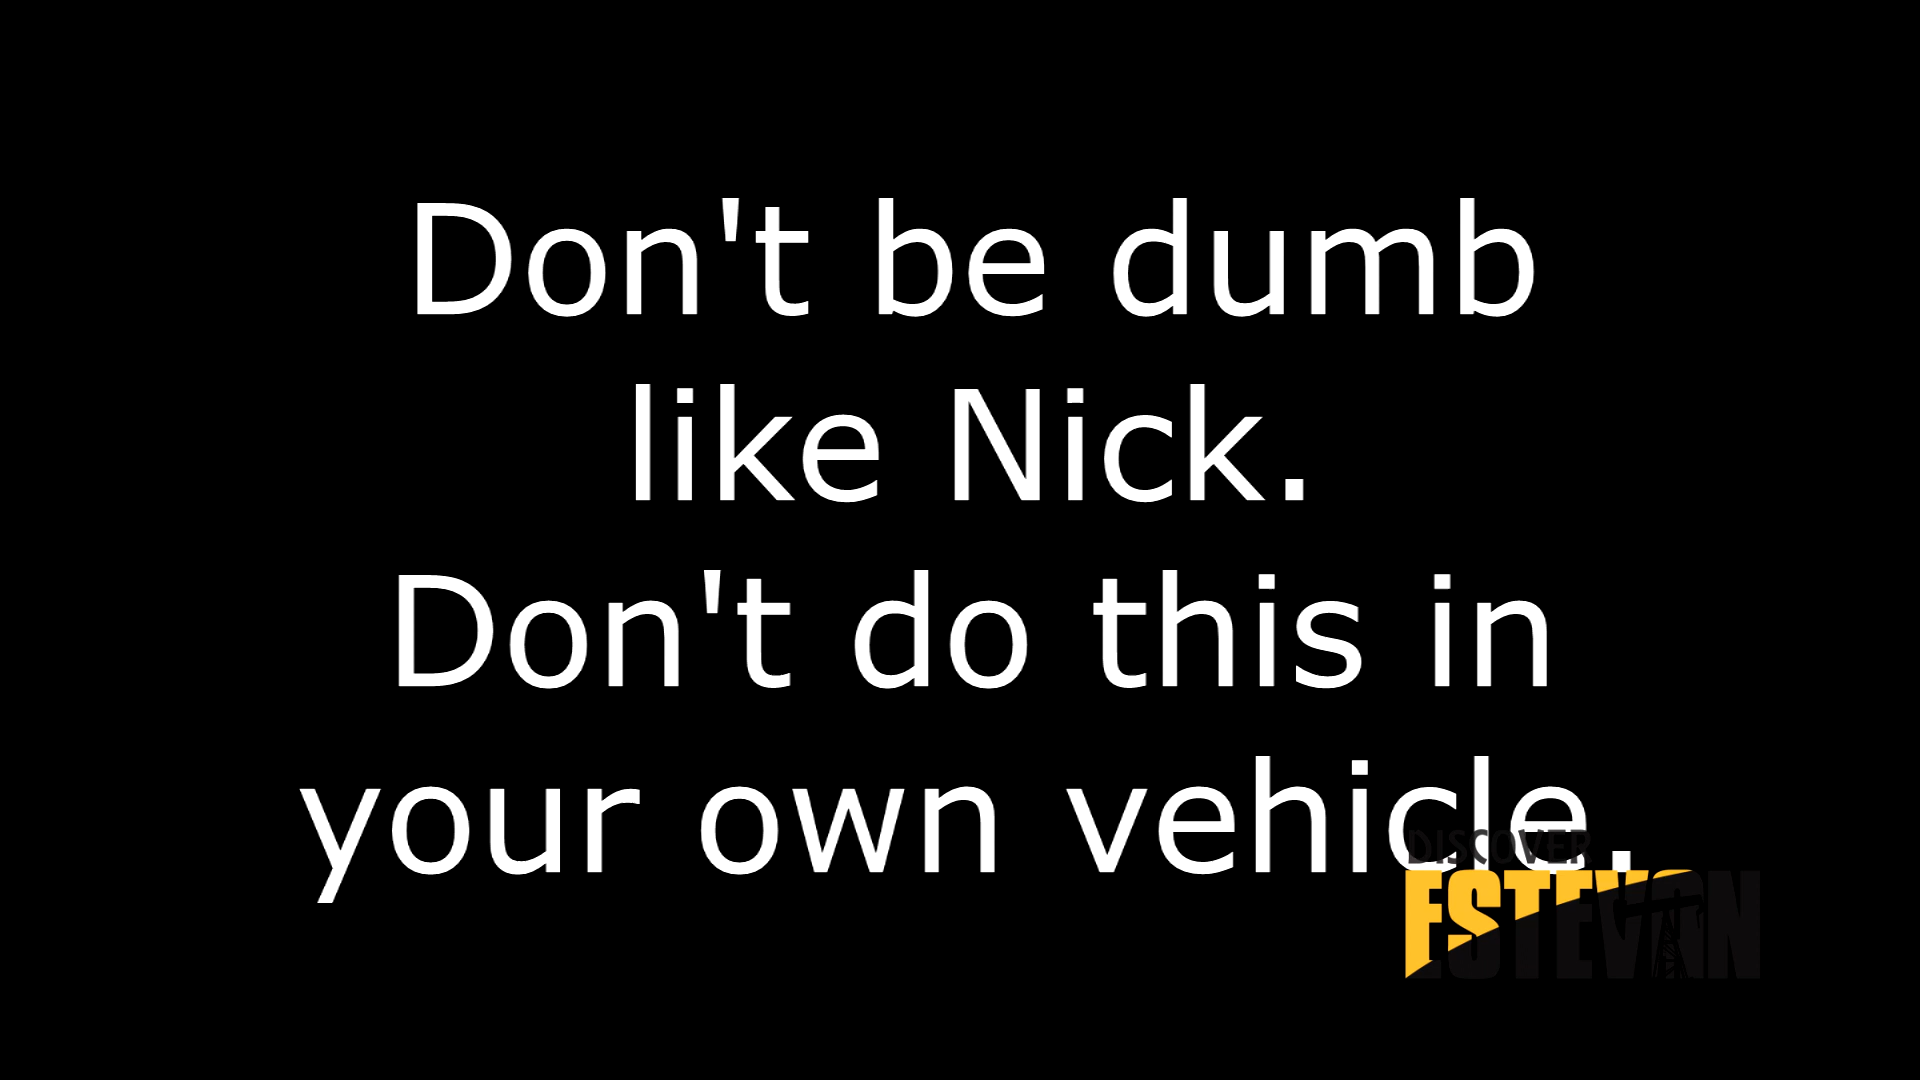 Don't be dumb
like Nick.
Don't do this in
your own vehicle.
DISCOVER
ESTEVAN